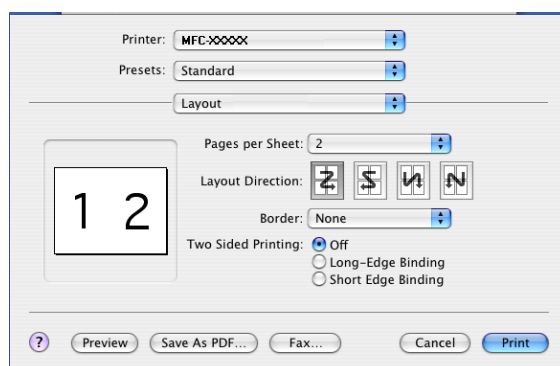 Printer: MFC-XXXXX
Presets: Standard
Layout
Pages per Sheet: 2
Layout Direction:
Border: None
Two Sided Printing: Off
Long-Edge Binding
Short Edge Binding
1 2
? Preview Save As PDF... Fax... Cancel Print